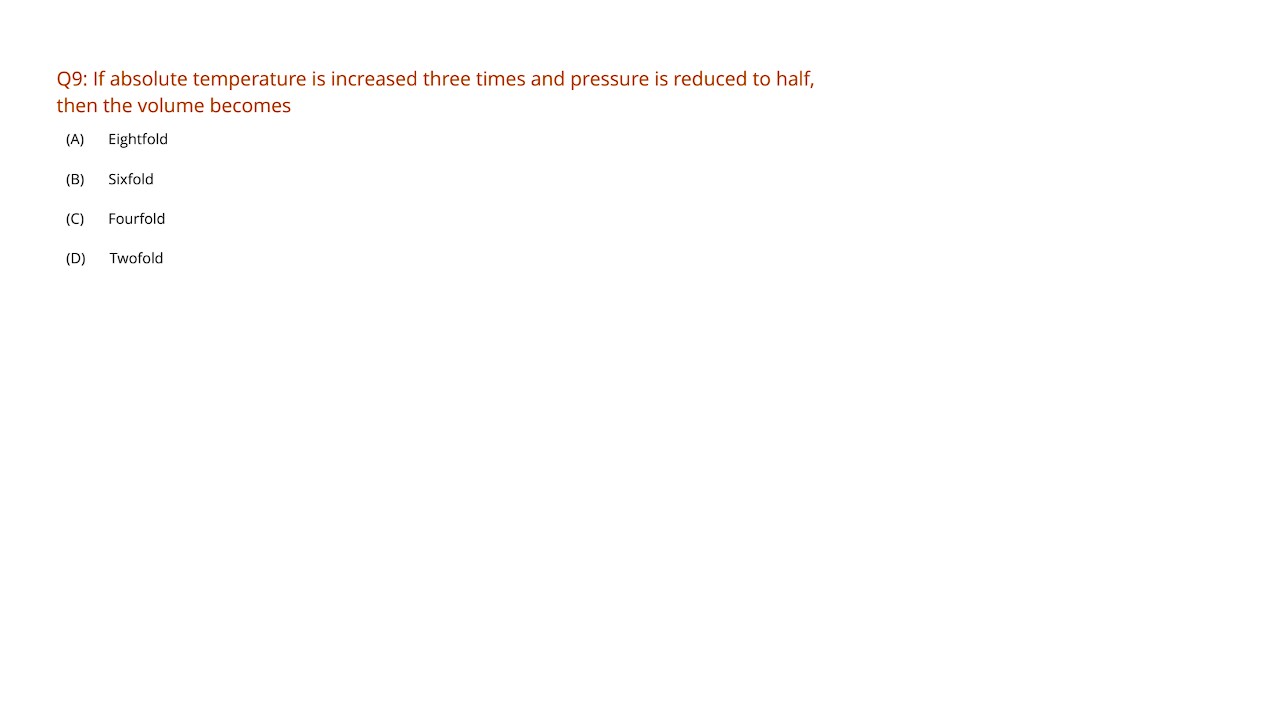 Q9: If absolute temperature is increased three times and pressure is reduced to half,
then the volume becomes
(A) Eightfold
(B) Sixfold
(C) Fourfold
(D) Twofold